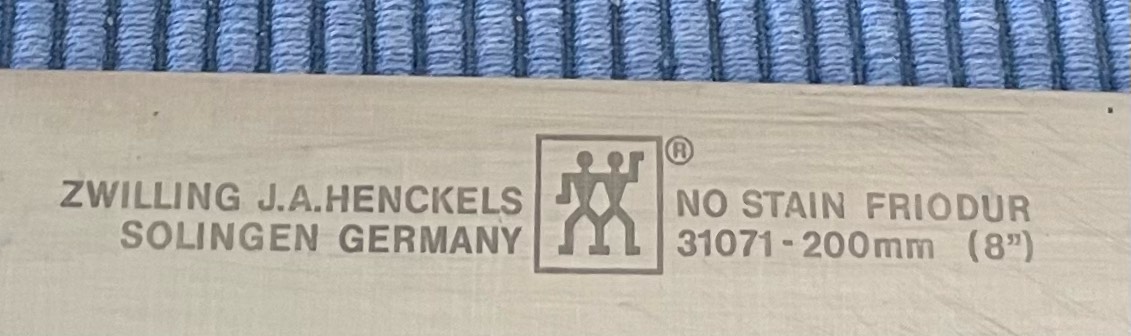 ZWILLING J.A.HENCKELS
SOLINGEN GERMANY
®
NO STAIN FRIODUR
31071-200mm (8")